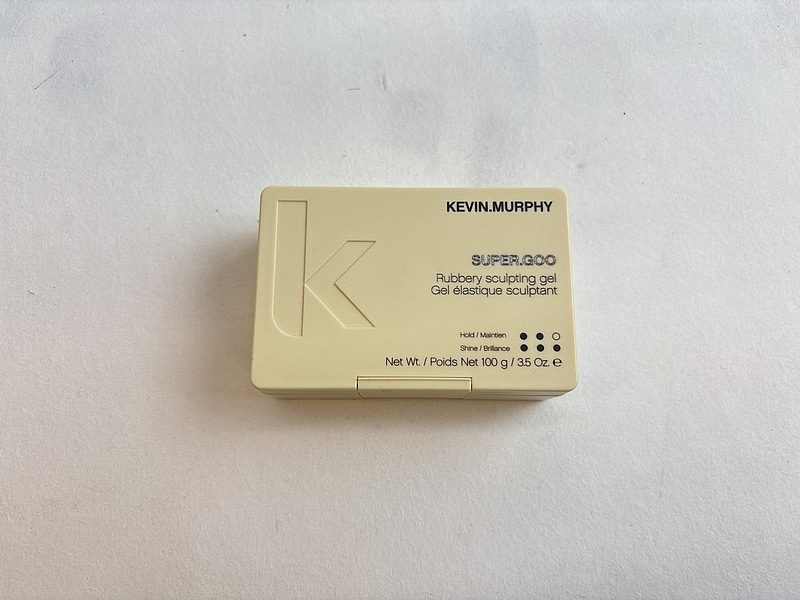 k
KEVIN.MURPHY
SUPER.GOO
Rubbery sculpting gel
Gel élastique sculptant
Hold / Maintien
Shine / Brillance
Net Wt. / Poids Net 100 g / 3.5 Oz. ℮